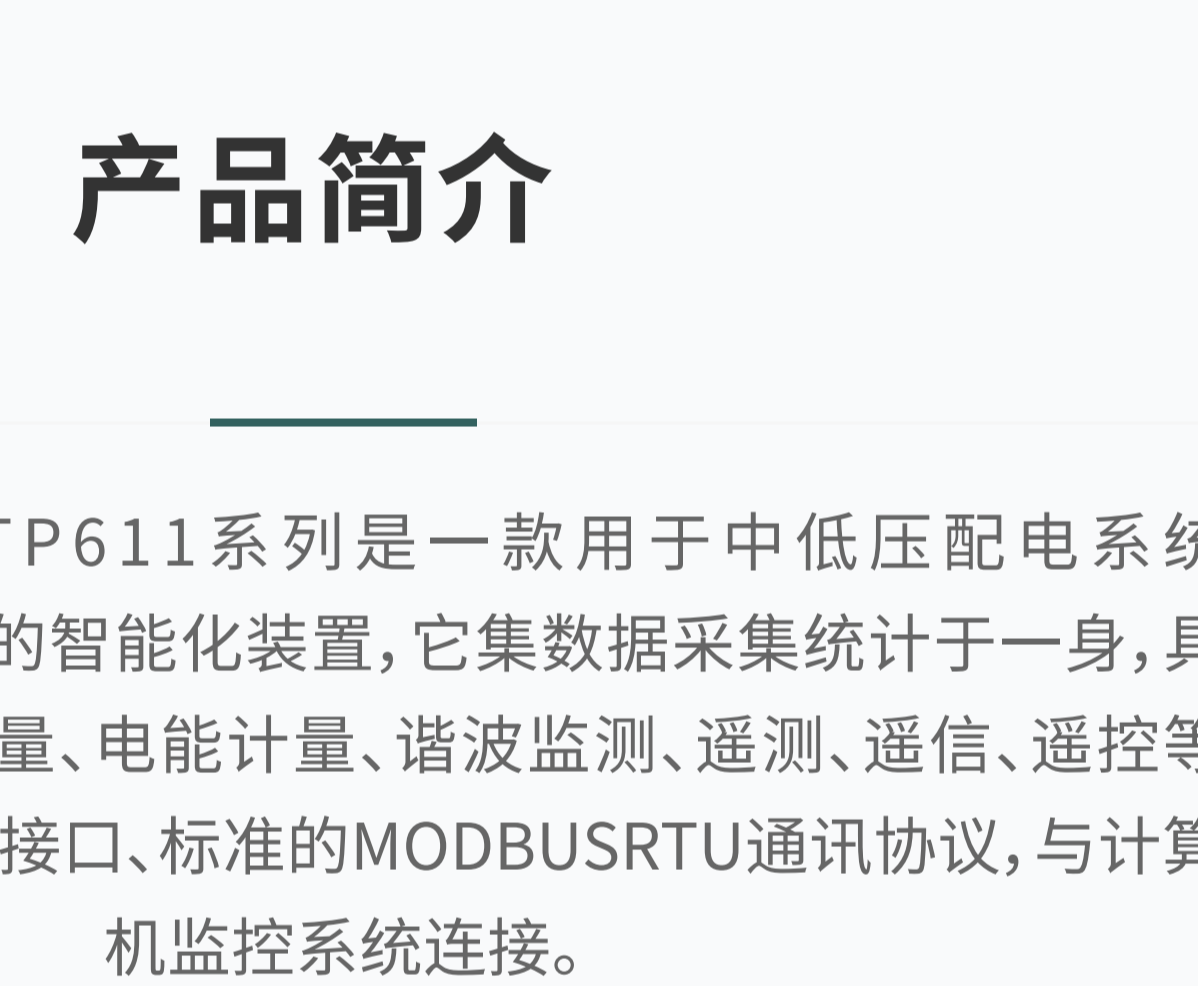 产品简介
TP611系列是一款用于中低压配电系统
的智能化装置，它集数据采集统计于一身，具
量、电能计量、谐波监测、遥测、遥信、遥控等
接口、标准的MODBUSRTU通讯协议，与计算
机监控系统连接。